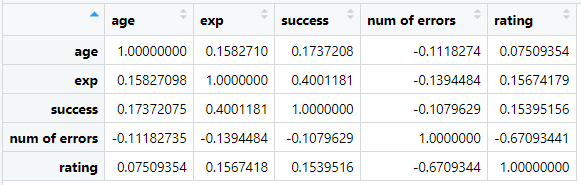 age exp success num of errors rating
age 1.00000000 0.1582710 0.1737208 -0.1118274 0.07509354
exp 0.15827098 1.0000000 0.4001181 -0.1394484 0.15674179
success 0.17372075 0.4001181 1.0000000 -0.1079629 0.15395156
num of errors -0.11182735 -0.1394484 -0.1079629 1.0000000 -0.67093441
rating 0.07509354 0.1567418 0.1539516 -0.6709344 1.00000000